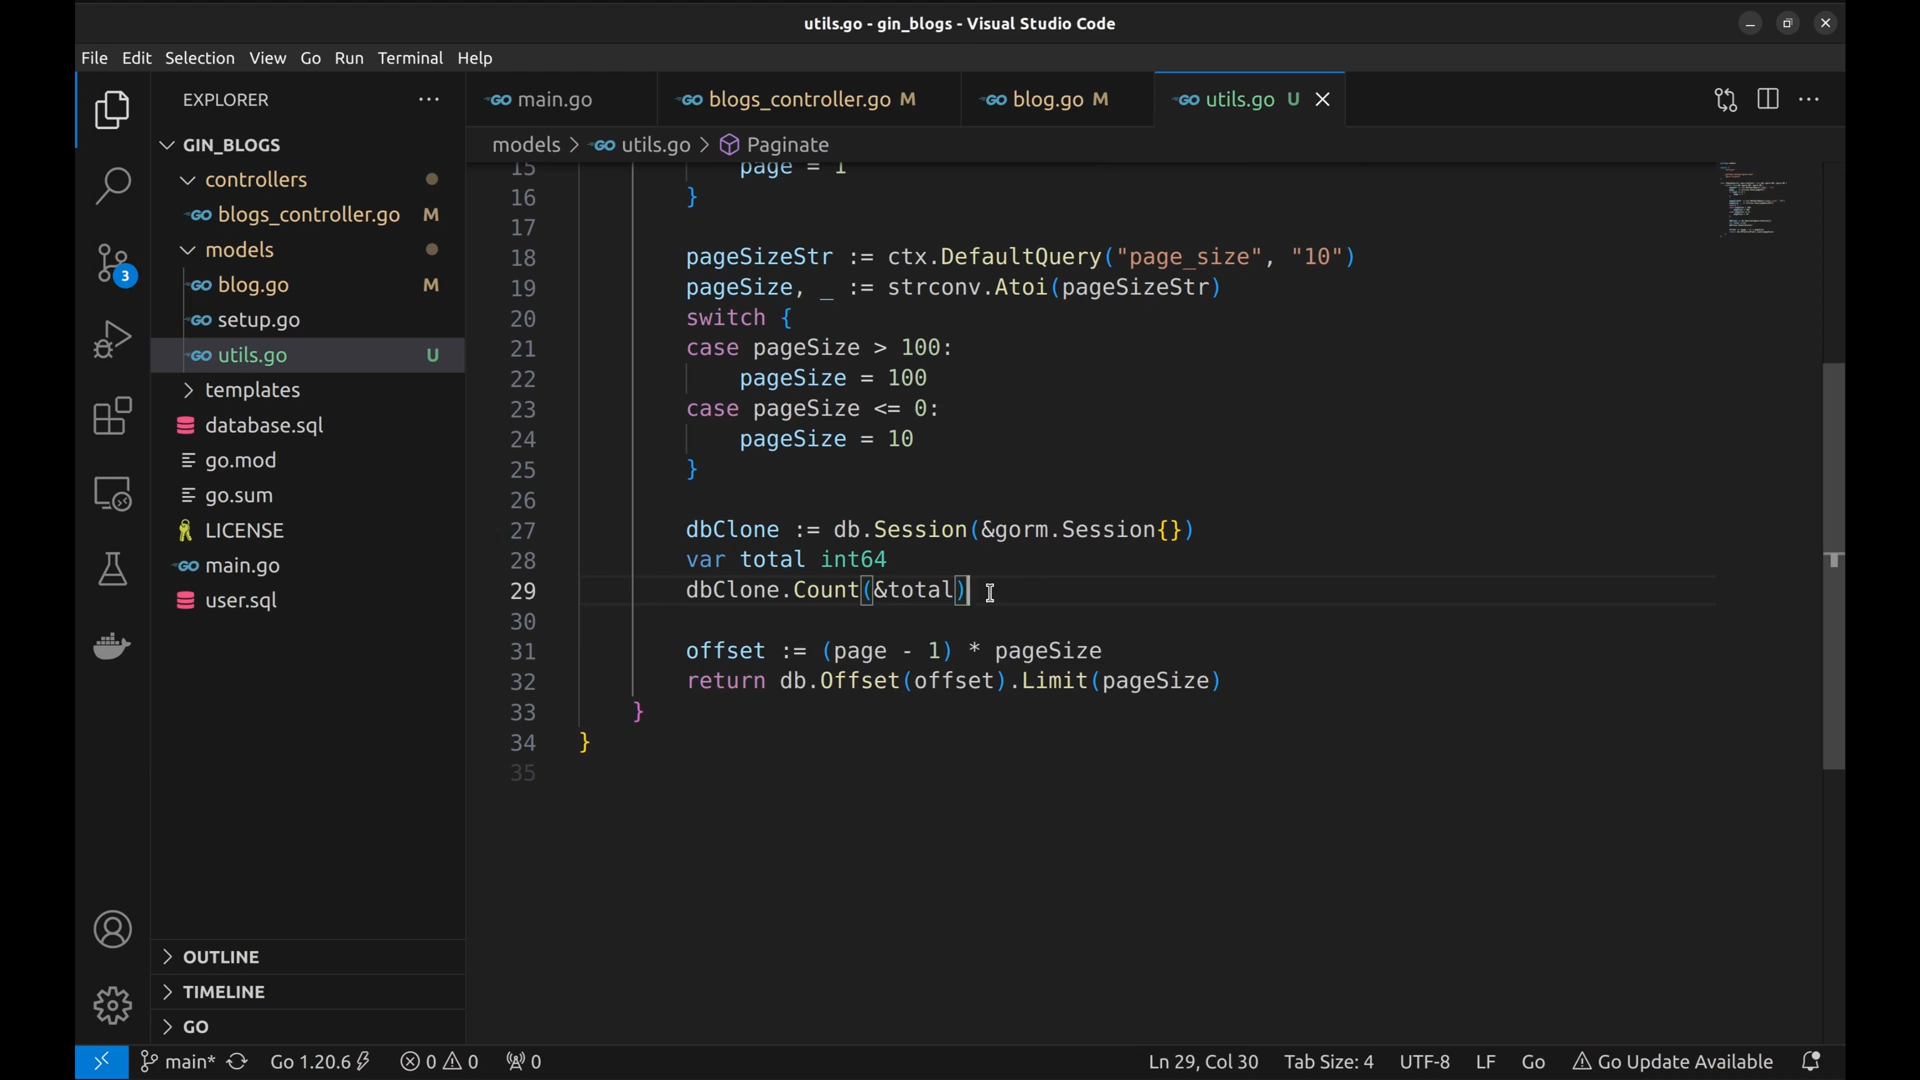 utils.go - gin_blogs - Visual Studio Code
File Edit Selection View Go Run Terminal Help
EXPLORER
GIN_BLOGS
controllers
blogs_controller.go M
models
blog.go M
setup.go
utils.go U
templates
database.sql
go.mod
go.sum
LICENSE
main.go
user.sql
OUTLINE
TIMELINE
GO
3
main.go blogs_controller.go M blog.go M utils.go U
models > utils.go > Paginate
15 page = 1
16 }
17
18 pageSizeStr := ctx.DefaultQuery("page_size", "10")
19 pageSize, _ := strconv.Atoi(pageSizeStr)
20 switch {
21 case pageSize > 100:
22 pageSize = 100
23 case pageSize <= 0:
24 pageSize = 10
25 }
26
27 dbClone := db.Session(&gorm.Session{})
28 var total int64
29 dbClone.Count(&total)
30
31 offset := (page - 1) * pageSize
32 return db.Offset(offset).Limit(pageSize)
33 }
34 }
35
main* Go 1.20.6 0 0 0 Ln 29, Col 30 Tab Size: 4 UTF-8 LF Go Go Update Available